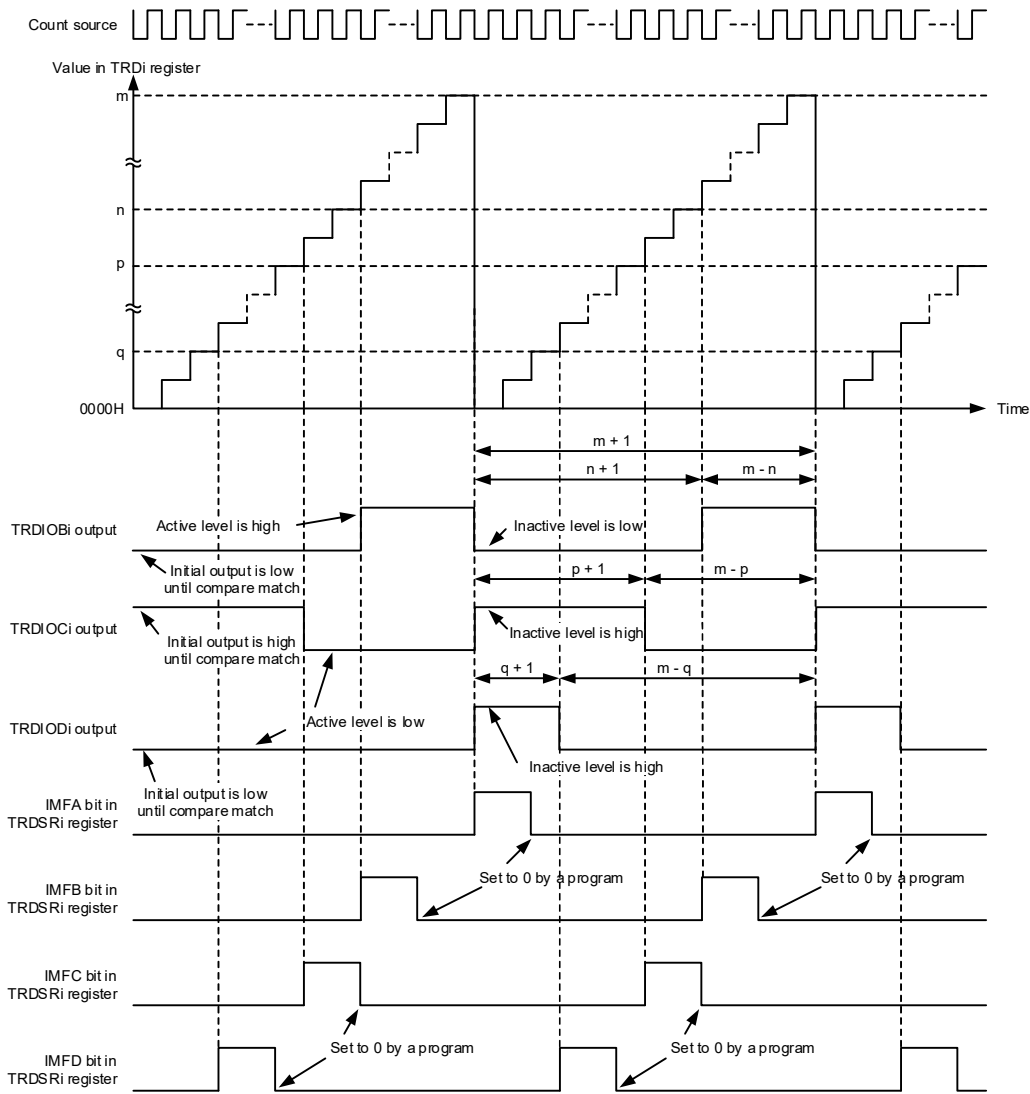 Count source
Value in TRDi register
m
n
p
q
0000H
Time
m + 1
n + 1
m - n
TRDIOBi output
Active level is high
Inactive level is low
Initial output is low
until compare match
p + 1
m - p
TRDIOCi output
Initial output is high
until compare match
Inactive level is high
q + 1
m - q
TRDIODi output
Active level is low
Inactive level is high
Initial output is low
until compare match
IMFA bit in
TRDSRi register
Set to 0 by a program
Set to 0 by a program
IMFB bit in
TRDSRi register
IMFC bit in
TRDSRi register
Set to 0 by a program
Set to 0 by a program
IMFD bit in
TRDSRi register